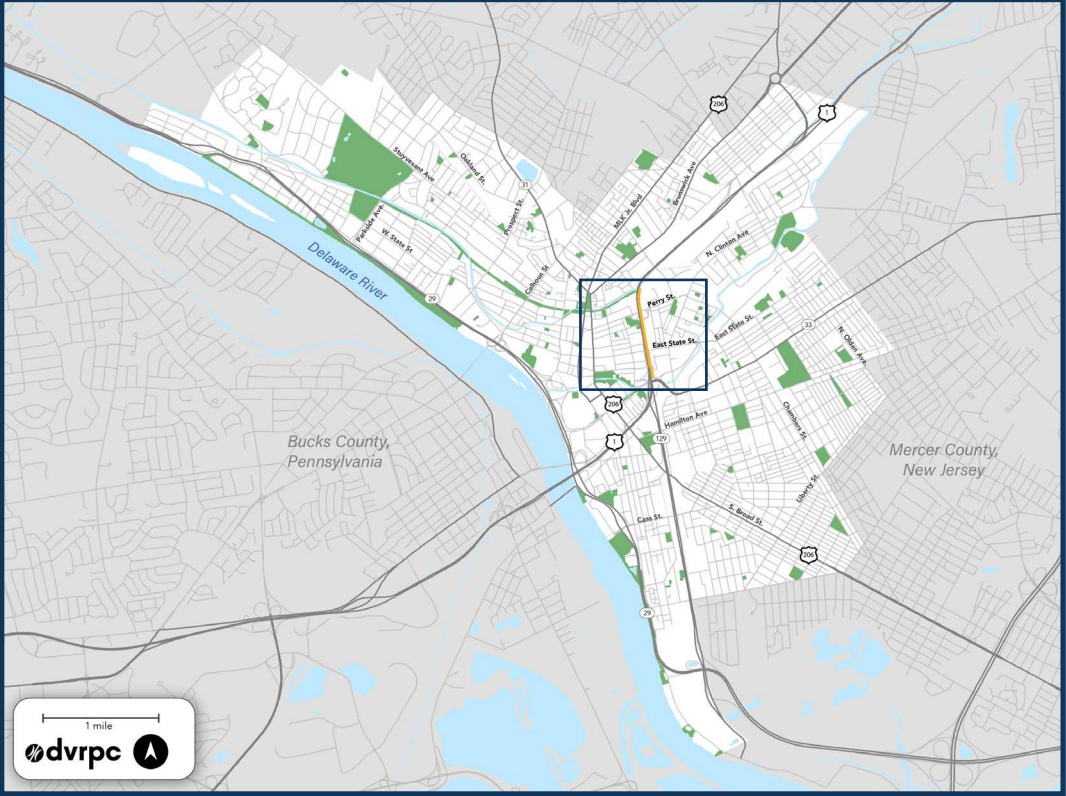 206
1
Stuyvesant Ave
Oakland St.
31
Prospect St.
MLK Jr. Blvd
Brunswick Ave
Parkside Ave.
W. State St
N. Clinton Ave
Delaware River
Calhoun St
29
Perry St.
East State St.
East State St.
33
N. Olden Ave.
206
Hamilton Ave
Chambers St.
1
129
Bucks County,
Pennsylvania
Mercer County,
New Jersey
Liberty St.
Cass St.
S. Broad St.
206
29
1 mile
dvrpc